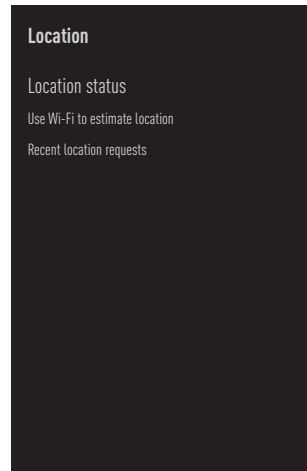 Location
Location status
Use Wi-Fi to estimate location
Recent location requests